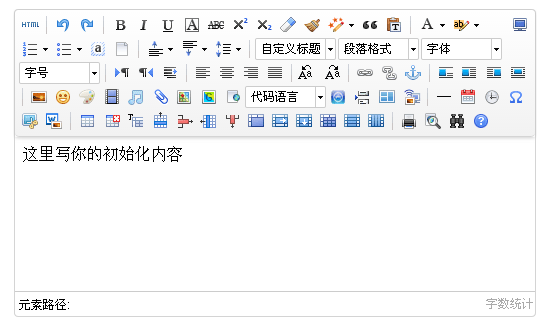 HTML B I U A ABC X² X₂ A ab
自定义标题 段落格式 字体
字号
代码语言
这里写你的初始化内容
元素路径: 字数统计